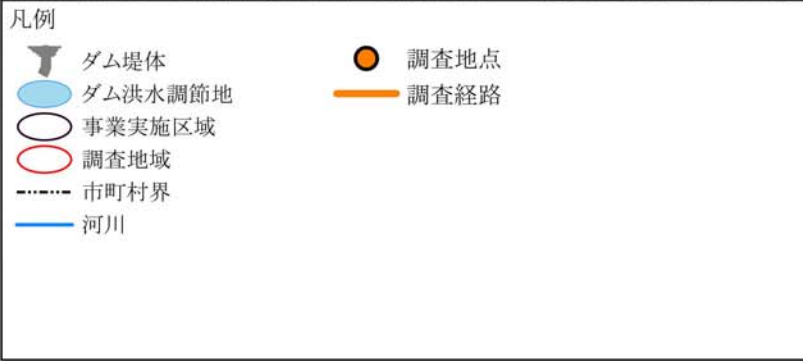 凡例
ダム堤体
ダム洪水調節地
事業実施区域
調査地域
市町村界
河川
調査地点
調査経路